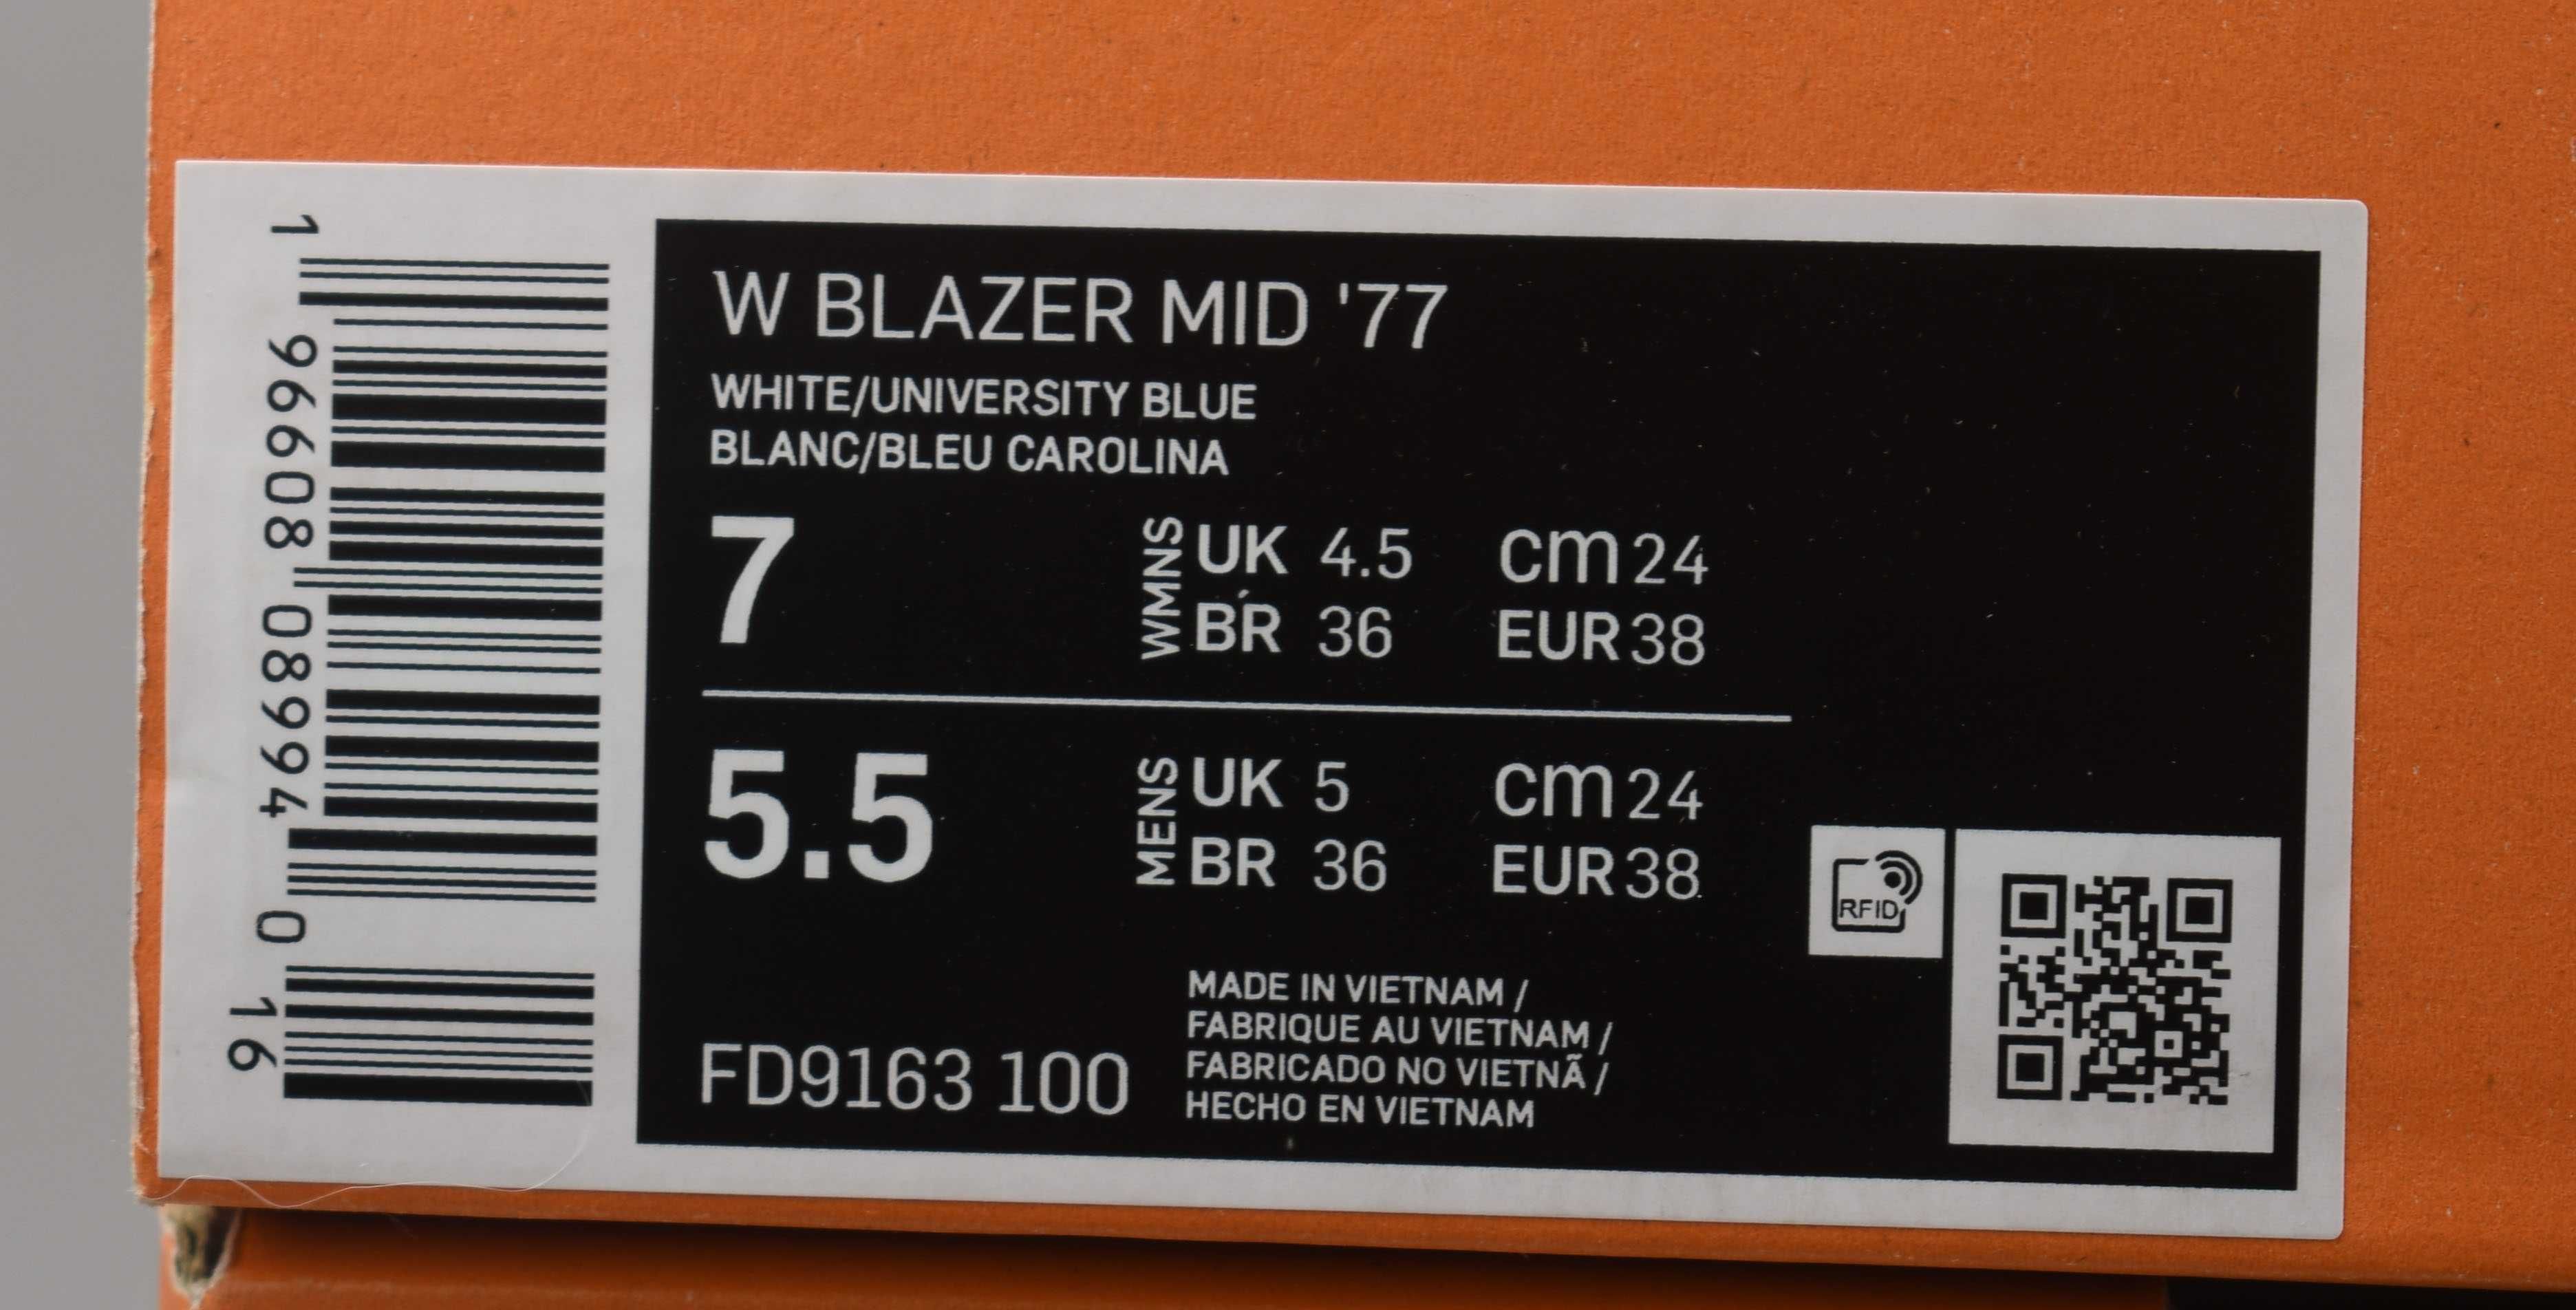 W BLAZER MID '77
WHITE/UNIVERSITY BLUE
BLANC/BLEU CAROLINA
7
WMNS
UK 4.5 cm 24
BR 36 EUR 38
5.5
MENS
UK 5 cm 24
BR 36 EUR 38
FD9163 100
MADE IN VIETNAM /
FABRIQUE AU VIETNAM /
FABRICADO NO VIETNÃ /
HECHO EN VIETNAM
RFID
1 96608 08994 0 16